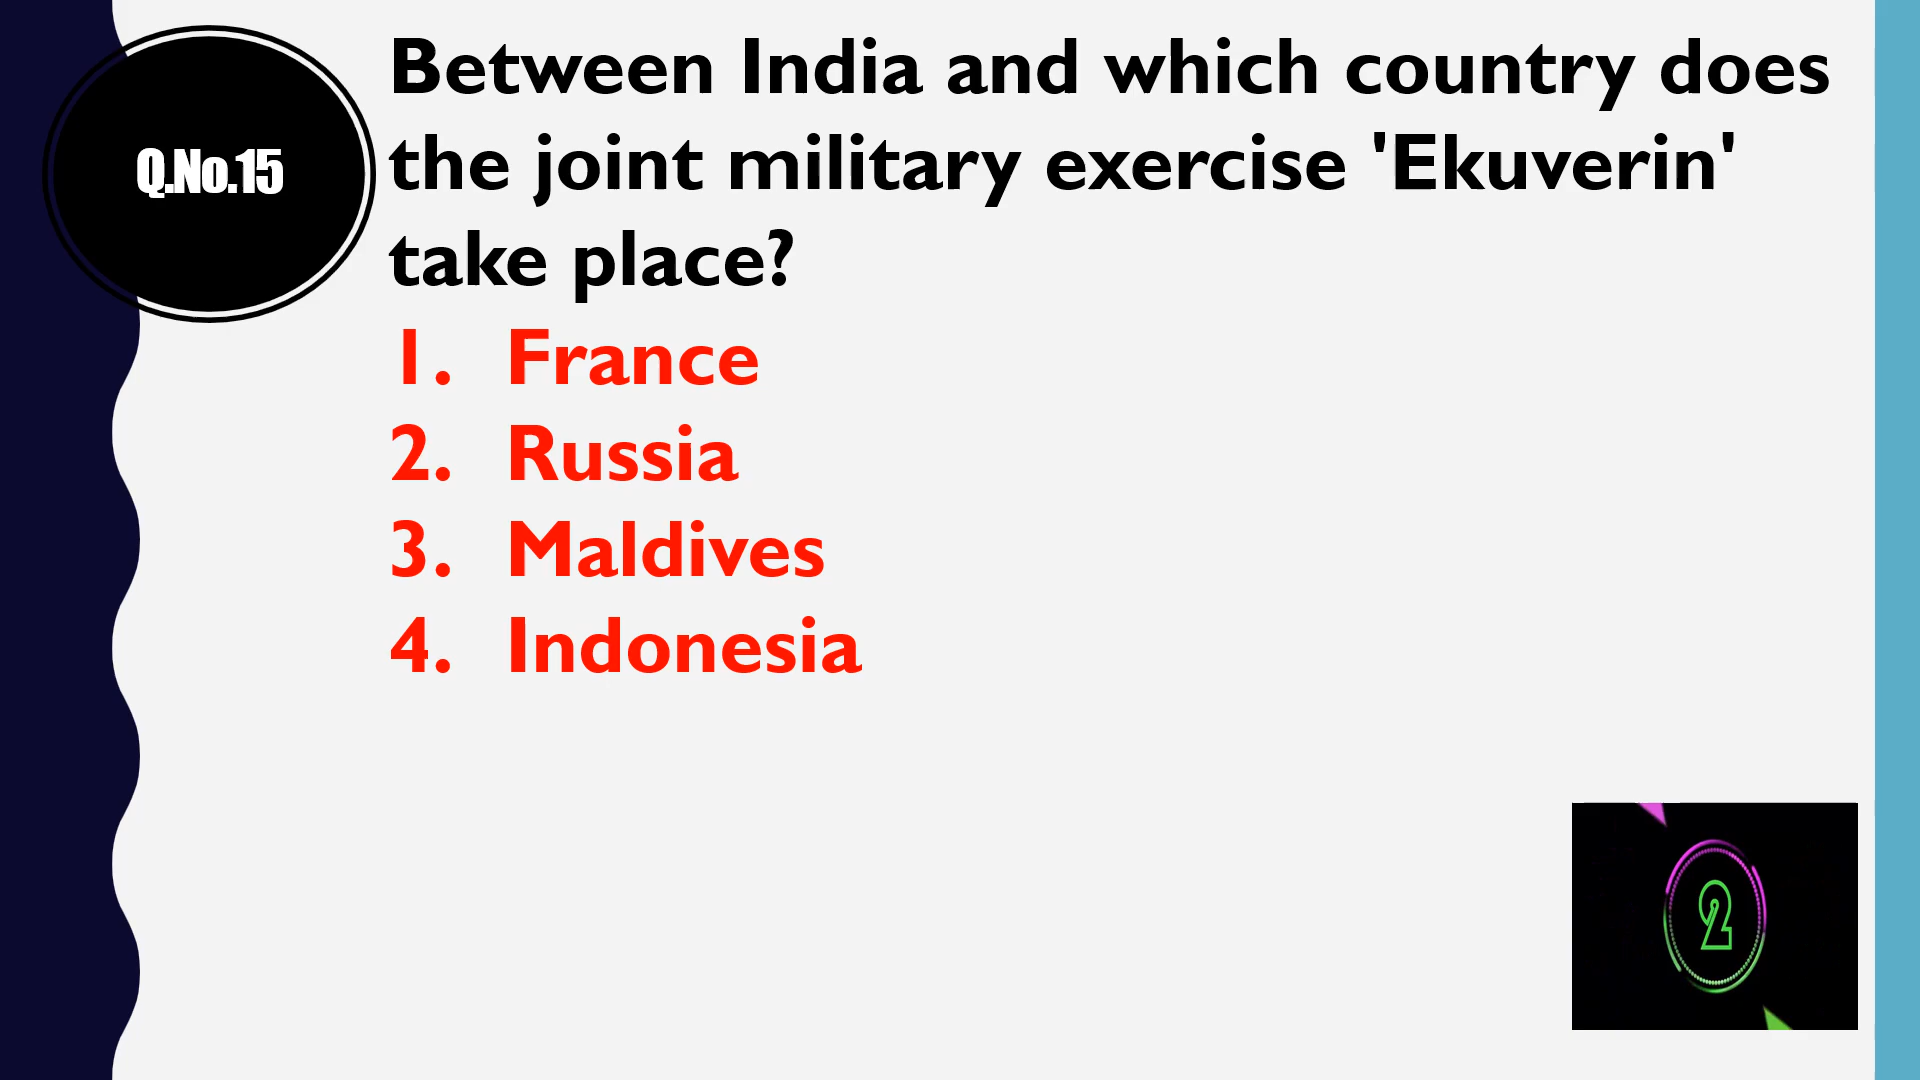 Q.No.15
Between India and which country does
the joint military exercise 'Ekuverin'
take place?
1. France
2. Russia
3. Maldives
4. Indonesia
2